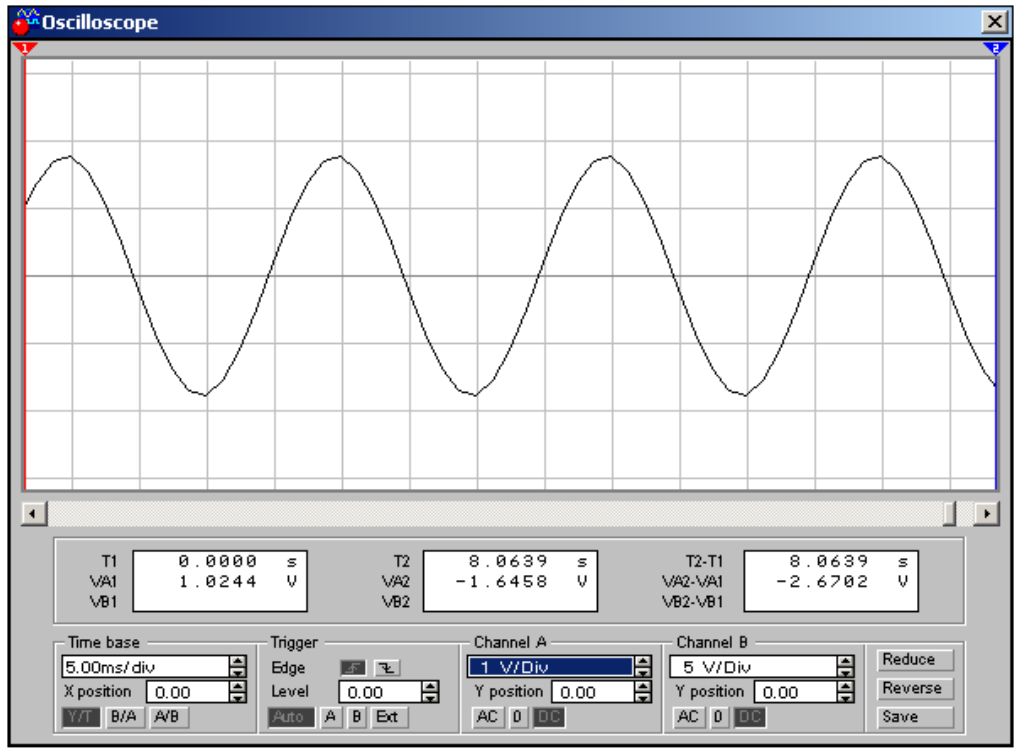 Oscilloscope
1 2
T1 0.0000 s T2 8.0639 s T2-T1 8.0639 s
VA1 1.0244 V VA2 -1.6458 V VA2-VA1 -2.6702 V
VB1 VB2 VB2-VB1
Time base Trigger Channel A Channel B
5.00ms/div Edge 1 V/Div 5 V/Div Reduce
X position 0.00 Level 0.00 Y position 0.00 Y position 0.00 Reverse
Y/T B/A A/B Auto A B Ext AC 0 DC AC 0 DC Save